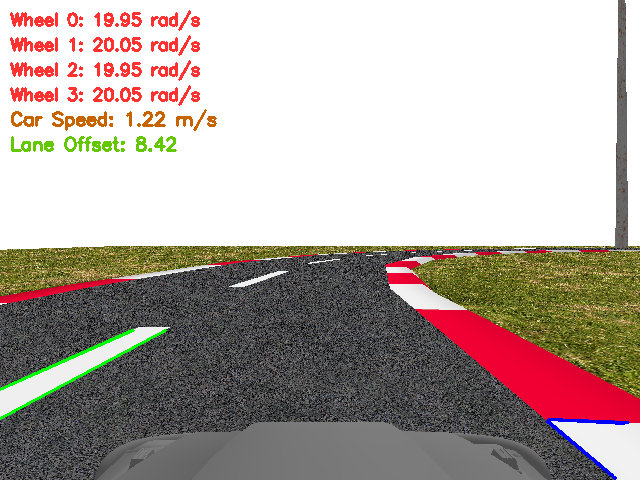 Wheel 0: 19.95 rad/s
Wheel 1: 20.05 rad/s
Wheel 2: 19.95 rad/s
Wheel 3: 20.05 rad/s
Car Speed: 1.22 m/s
Lane Offset: 8.42